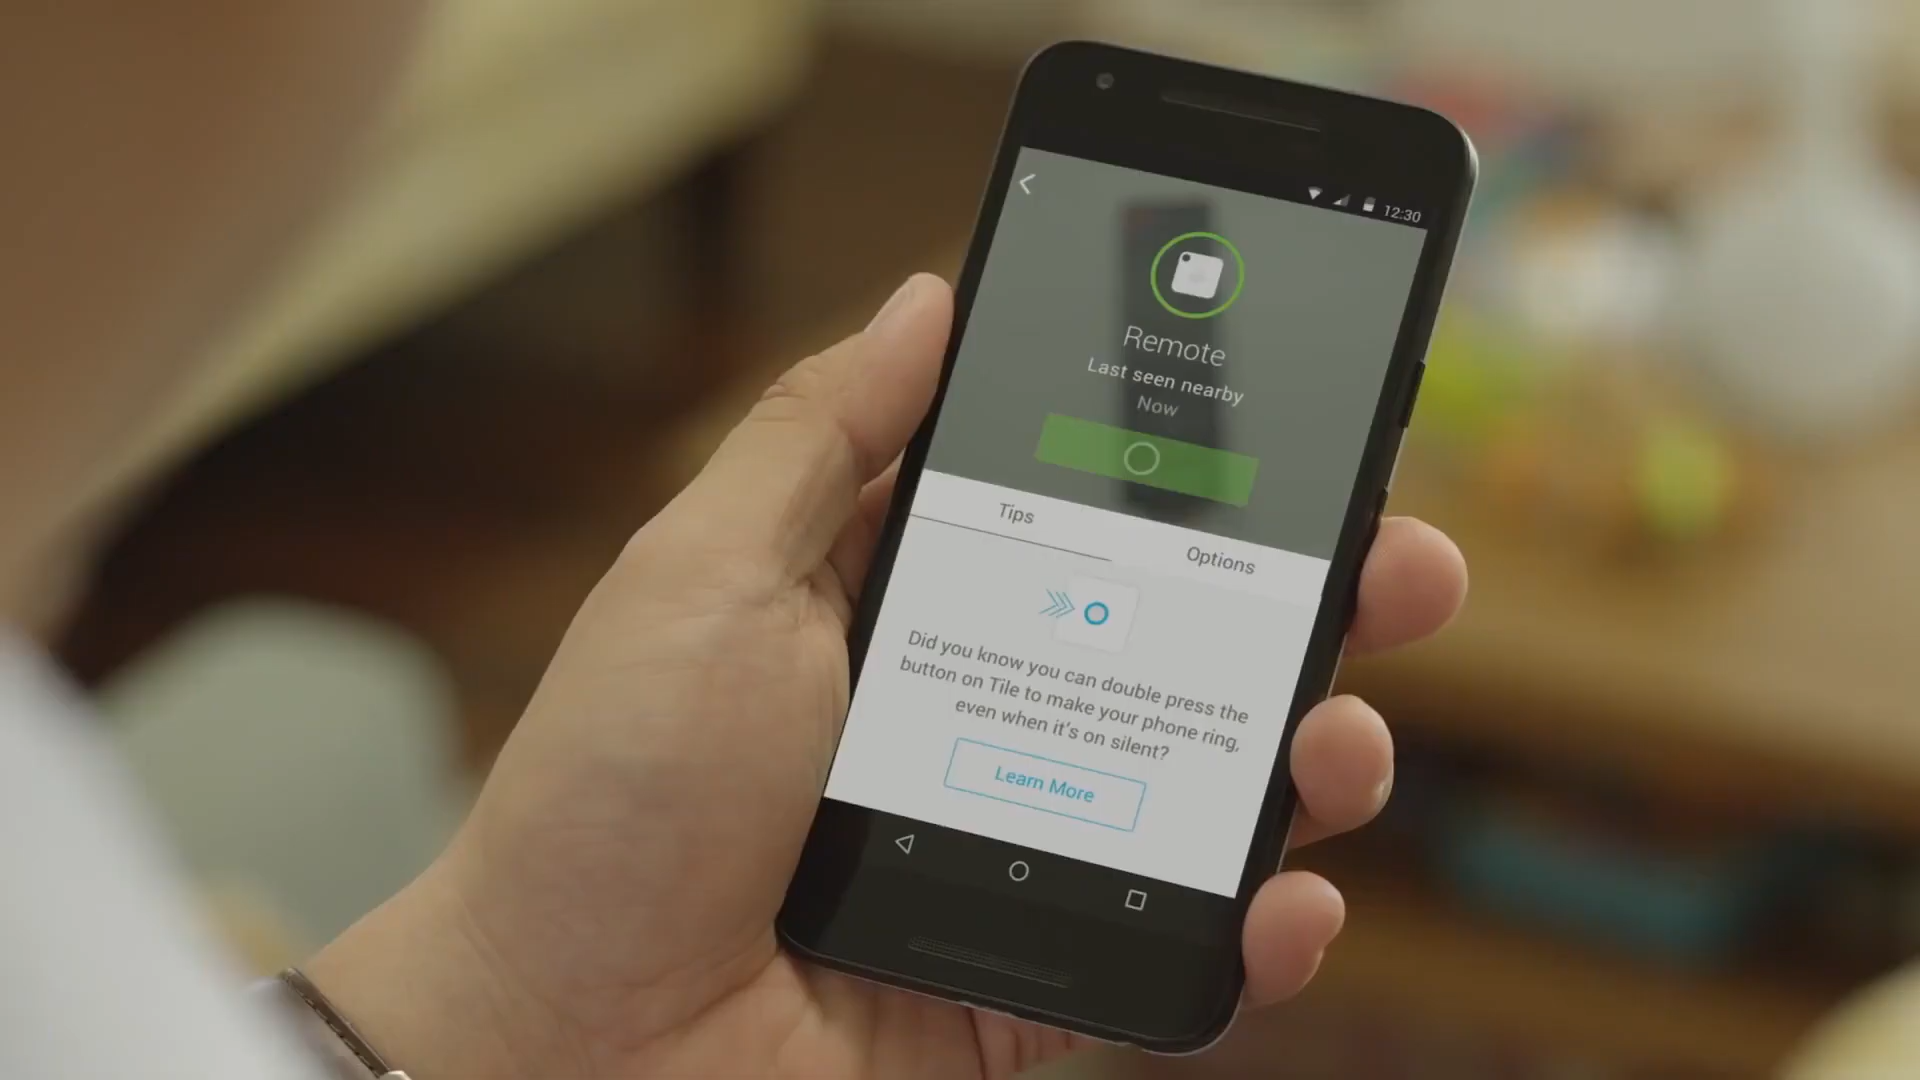 12:30
Remote
Last seen nearby
Now
Tips
Options
Did you know you can double press the
button on Tile to make your phone ring,
even when it's on silent?
Learn More